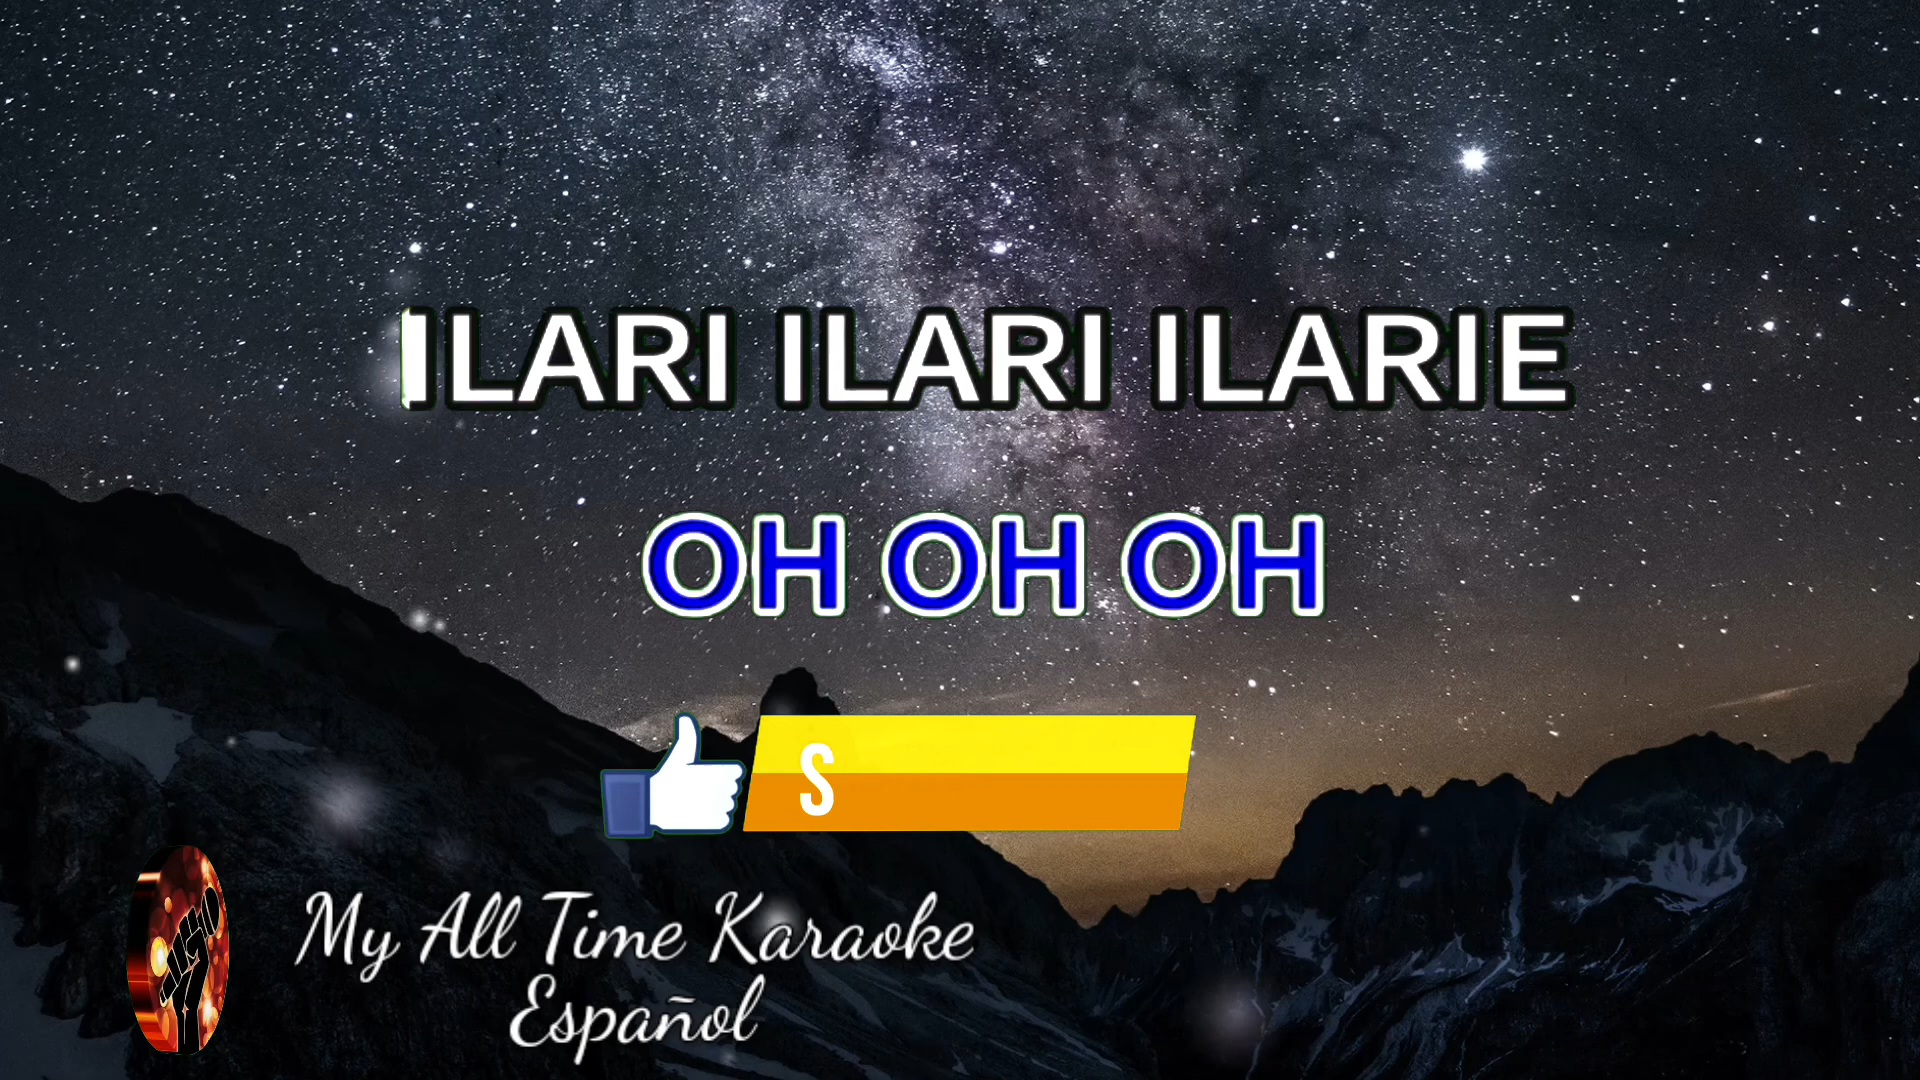 ILARI ILARI ILARIE
OH OH OH
S
My All Time Karaoke
Español